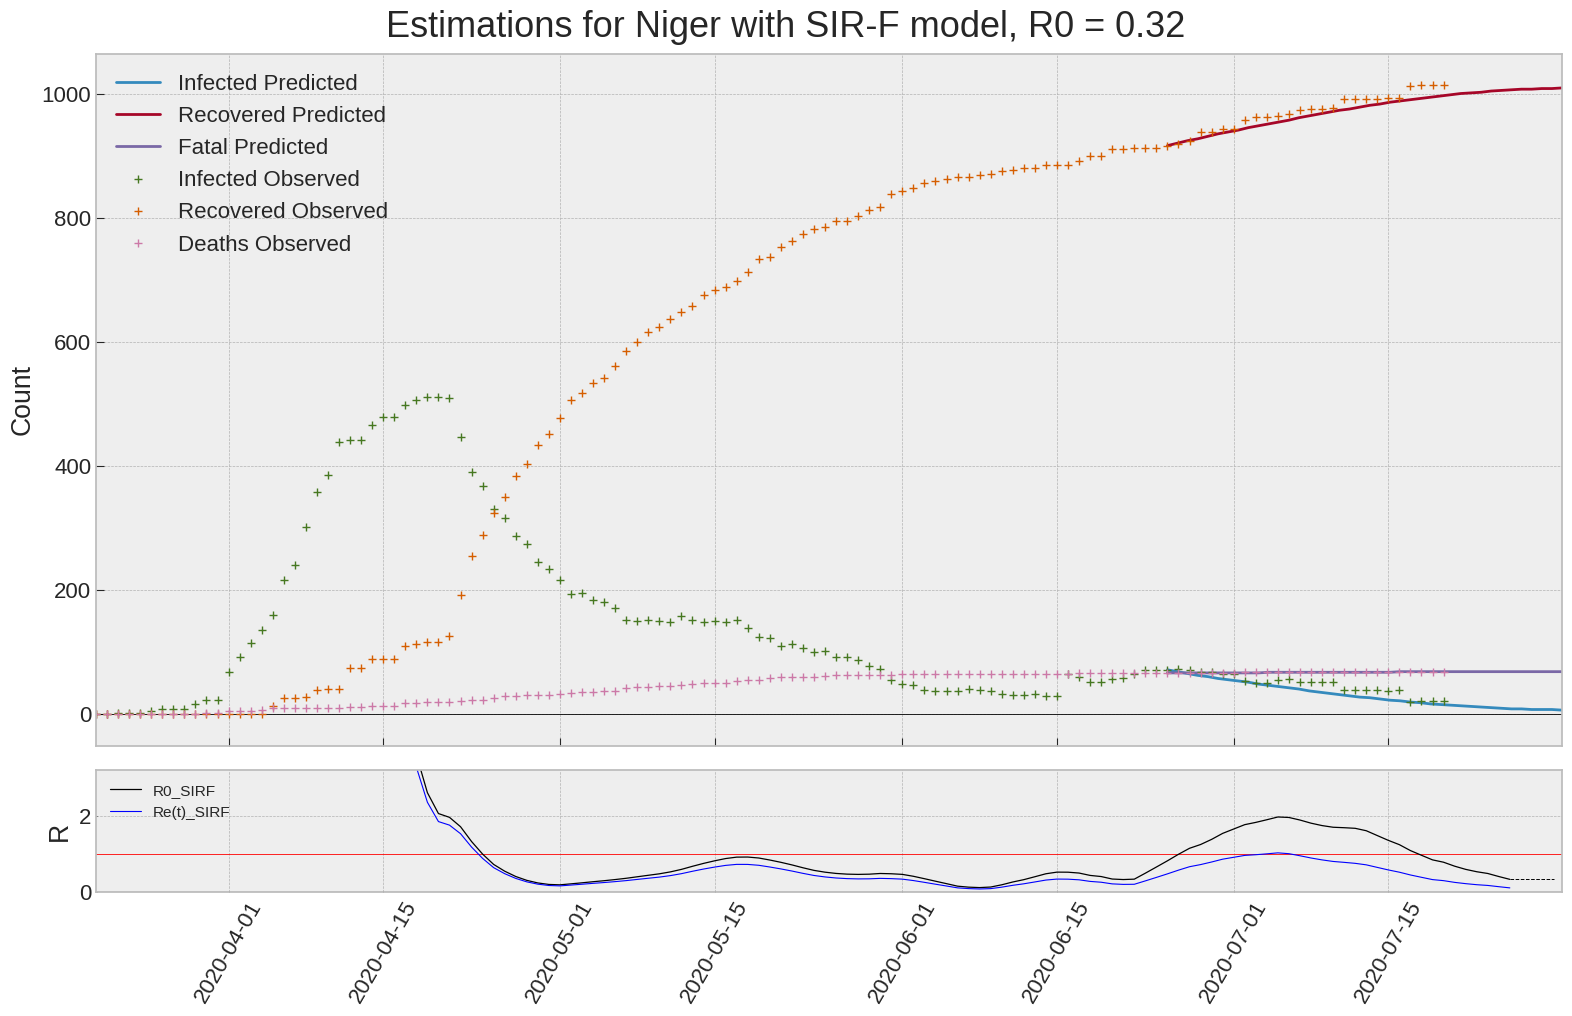 Estimations for Niger with SIR-F model, R0 = 0.32
Infected Predicted
Recovered Predicted
Fatal Predicted
Infected Observed
Recovered Observed
Deaths Observed
Count
1000
800
600
400
200
0
R0_SIRF
Re(t)_SIRF
R
2
0
2020-04-01
2020-04-15
2020-05-01
2020-05-15
2020-06-01
2020-06-15
2020-07-01
2020-07-15